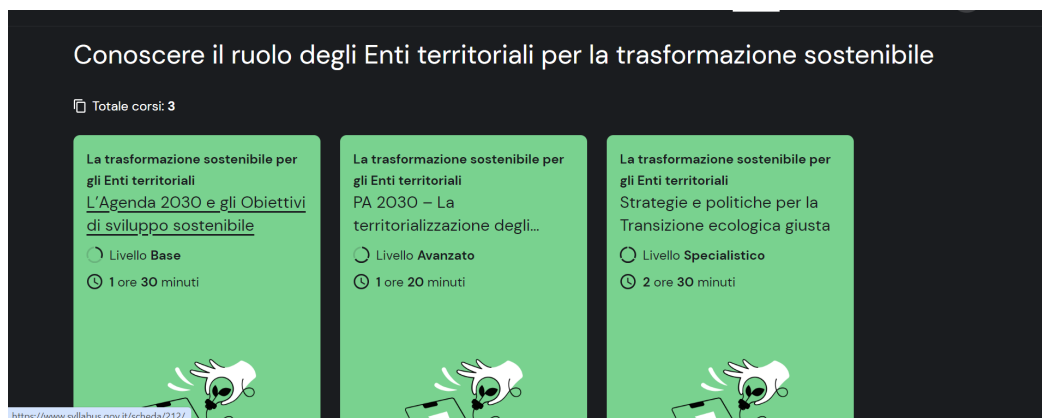 Conoscere il ruolo degli Enti territoriali per la trasformazione sostenibile
Totale corsi: 3
La trasformazione sostenibile per
gli Enti territoriali
L'Agenda 2030 e gli Obiettivi
di sviluppo sostenibile
Livello Base
1 ore 30 minuti
La trasformazione sostenibile per
gli Enti territoriali
PA 2030 – La
territorializzazione degli...
Livello Avanzato
1 ore 20 minuti
La trasformazione sostenibile per
gli Enti territoriali
Strategie e politiche per la
Transizione ecologica giusta
Livello Specialistico
2 ore 30 minuti
https://www.syllabus.gov.it/scheda/212/